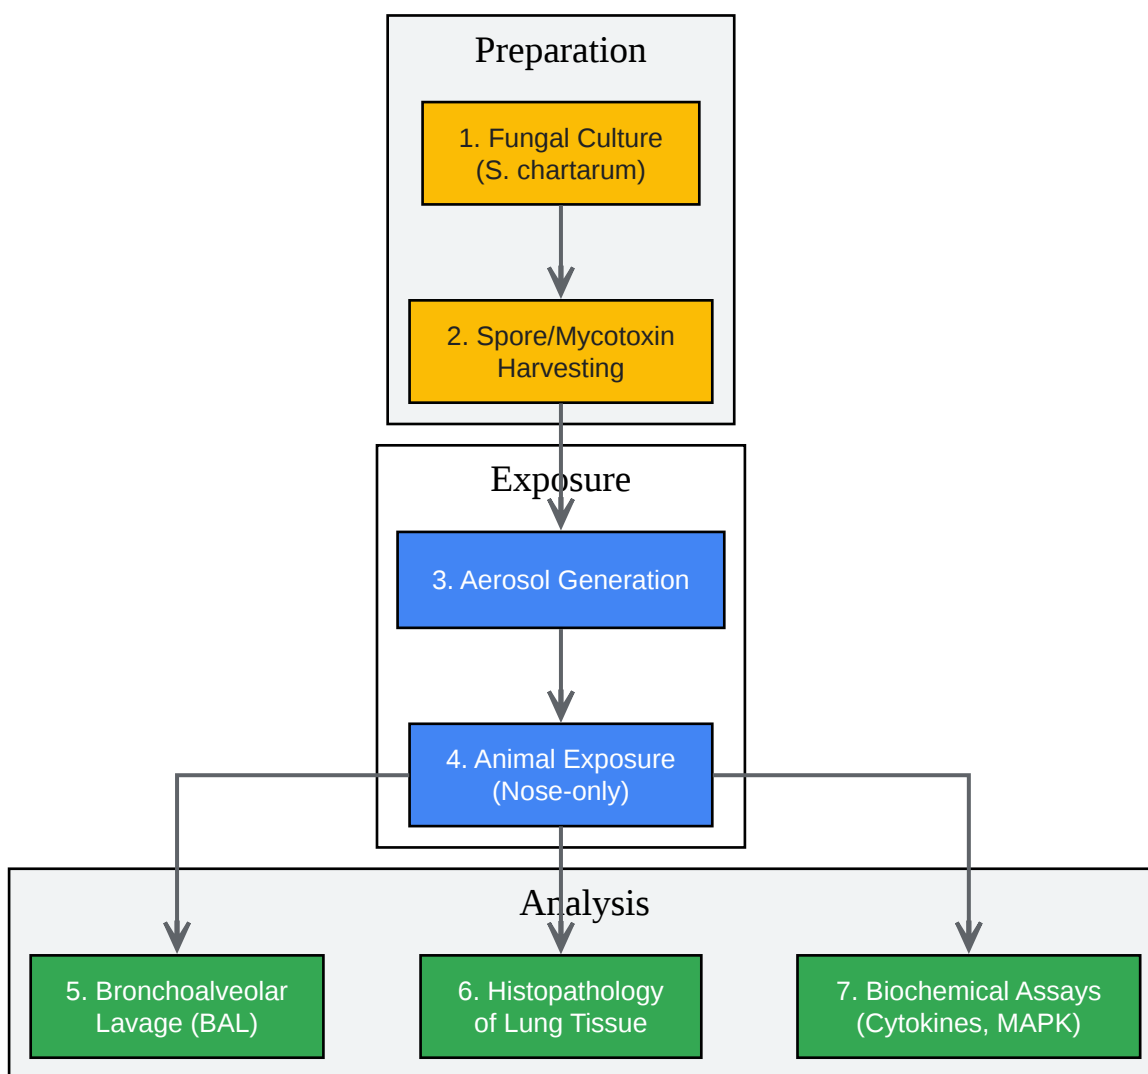 Preparation
1. Fungal Culture
(S. chartarum)
2. Spore/Mycotoxin
Harvesting
Exposure
3. Aerosol Generation
4. Animal Exposure
(Nose-only)
Analysis
5. Bronchoalveolar
Lavage (BAL)
6. Histopathology
of Lung Tissue
7. Biochemical Assays
(Cytokines, MAPK)